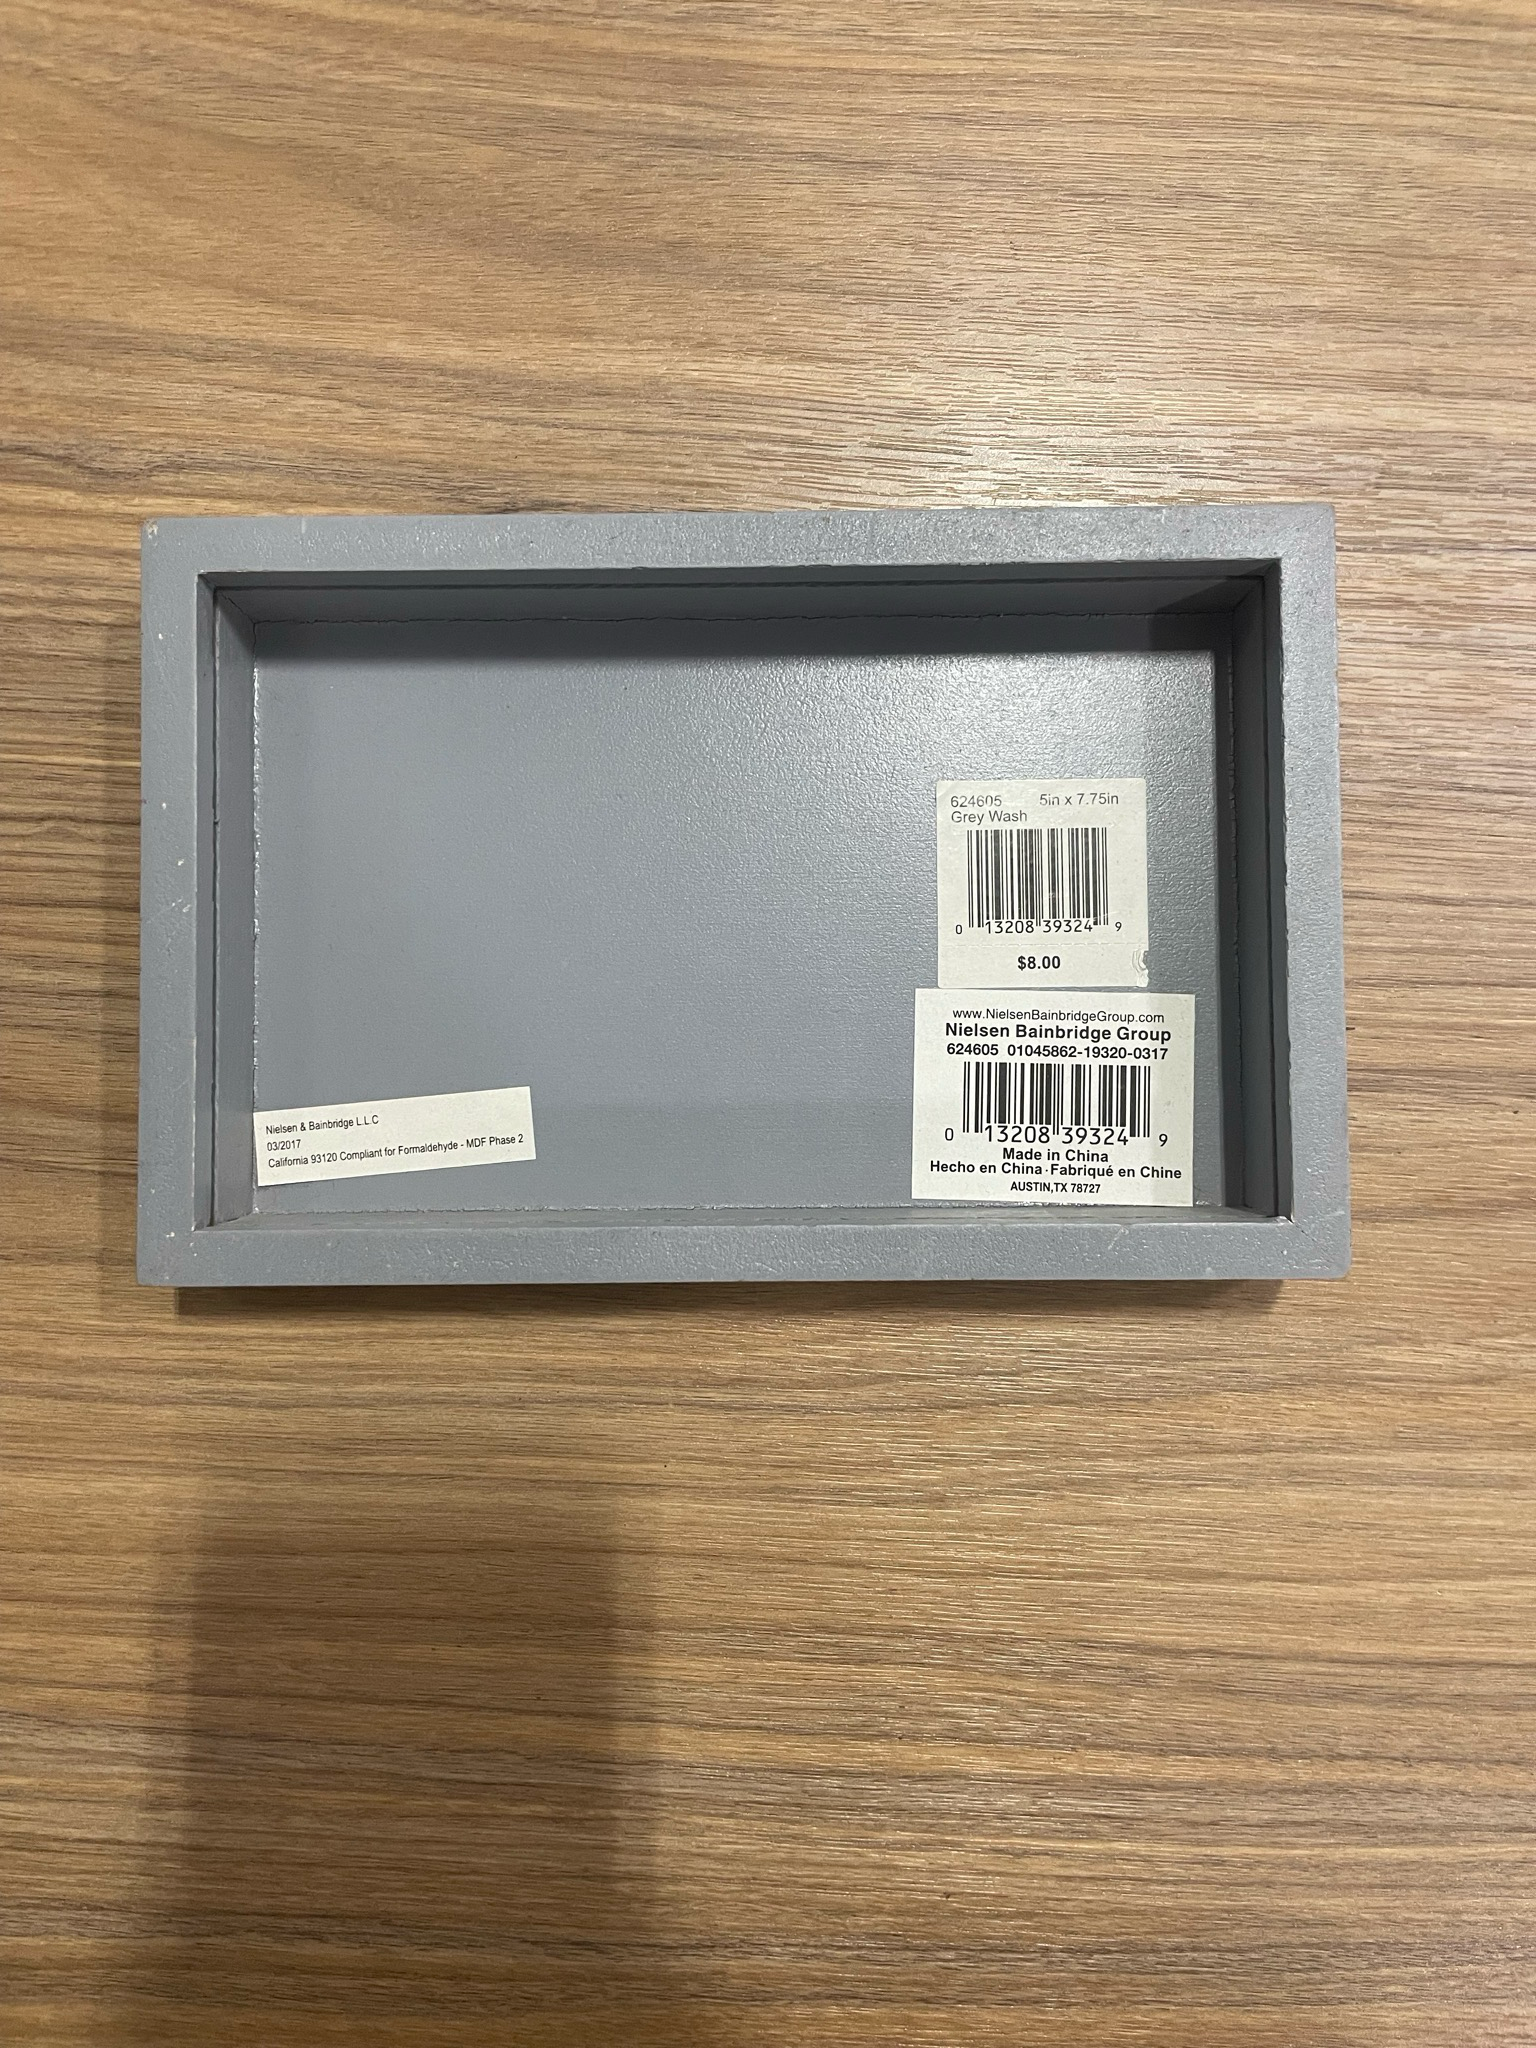 624605 5in x 7.75in
Grey Wash
0 13208 39324 9
$8.00
www.NielsenBainbridgeGroup.com
Nielsen Bainbridge Group
624605 01045862-19320-0317
0 13208 39324 9
Made in China
Hecho en China · Fabriqué en Chine
AUSTIN,TX 78727
Nielsen & Bainbridge L.L.C
03/2017
California 93120 Compliant for Formaldehyde - MDF Phase 2